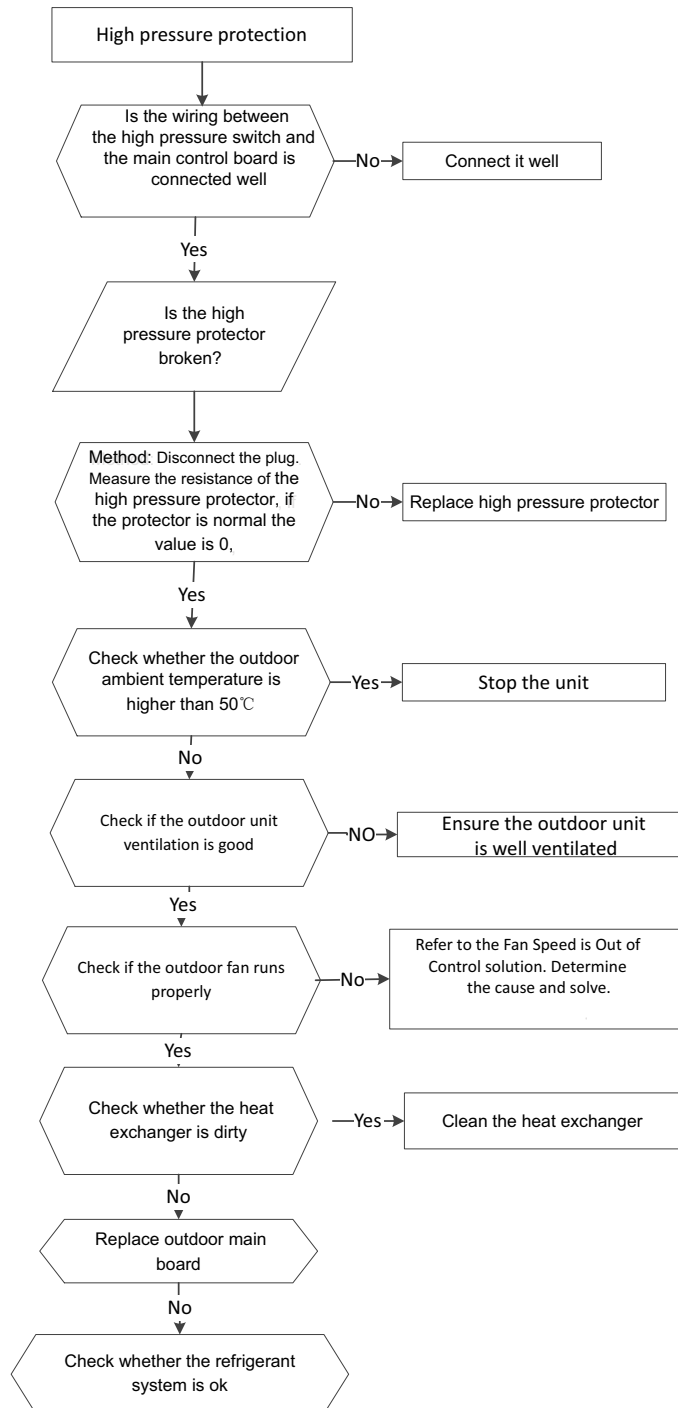 High pressure protection
Is the wiring between
the high pressure switch and
the main control board is
connected well
No
Connect it well
Yes
Is the high
pressure protector
broken?
Method: Disconnect the plug.
Measure the resistance of the
high pressure protector, if
the protector is normal the
value is 0,
No
Replace high pressure protector
Yes
Check whether the outdoor
ambient temperature is
higher than 50℃
Yes
Stop the unit
No
Check if the outdoor unit
ventilation is good
NO
Ensure the outdoor unit
is well ventilated
Yes
Check if the outdoor fan runs
properly
No
Refer to the Fan Speed is Out of
Control solution. Determine
the cause and solve.
Yes
Check whether the heat
exchanger is dirty
Yes
Clean the heat exchanger
No
Replace outdoor main
board
No
Check whether the refrigerant
system is ok